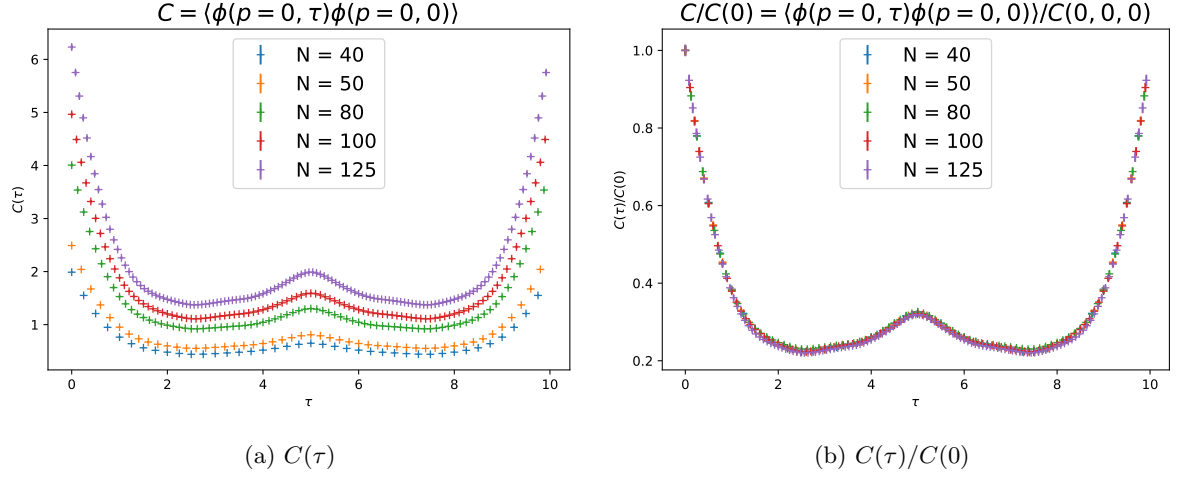 C = ⟨ϕ(p = 0, τ)ϕ(p = 0, 0)⟩
C(τ)
6
5
4
3
2
1
0
2
4
6
8
10
τ
N = 40
N = 50
N = 80
N = 100
N = 125
(a) C(τ)
C/C(0) = ⟨ϕ(p = 0, τ)ϕ(p = 0, 0)⟩/C(0, 0, 0)
C(τ)/C(0)
1.0
0.8
0.6
0.4
0.2
0
2
4
6
8
10
τ
N = 40
N = 50
N = 80
N = 100
N = 125
(b) C(τ)/C(0)